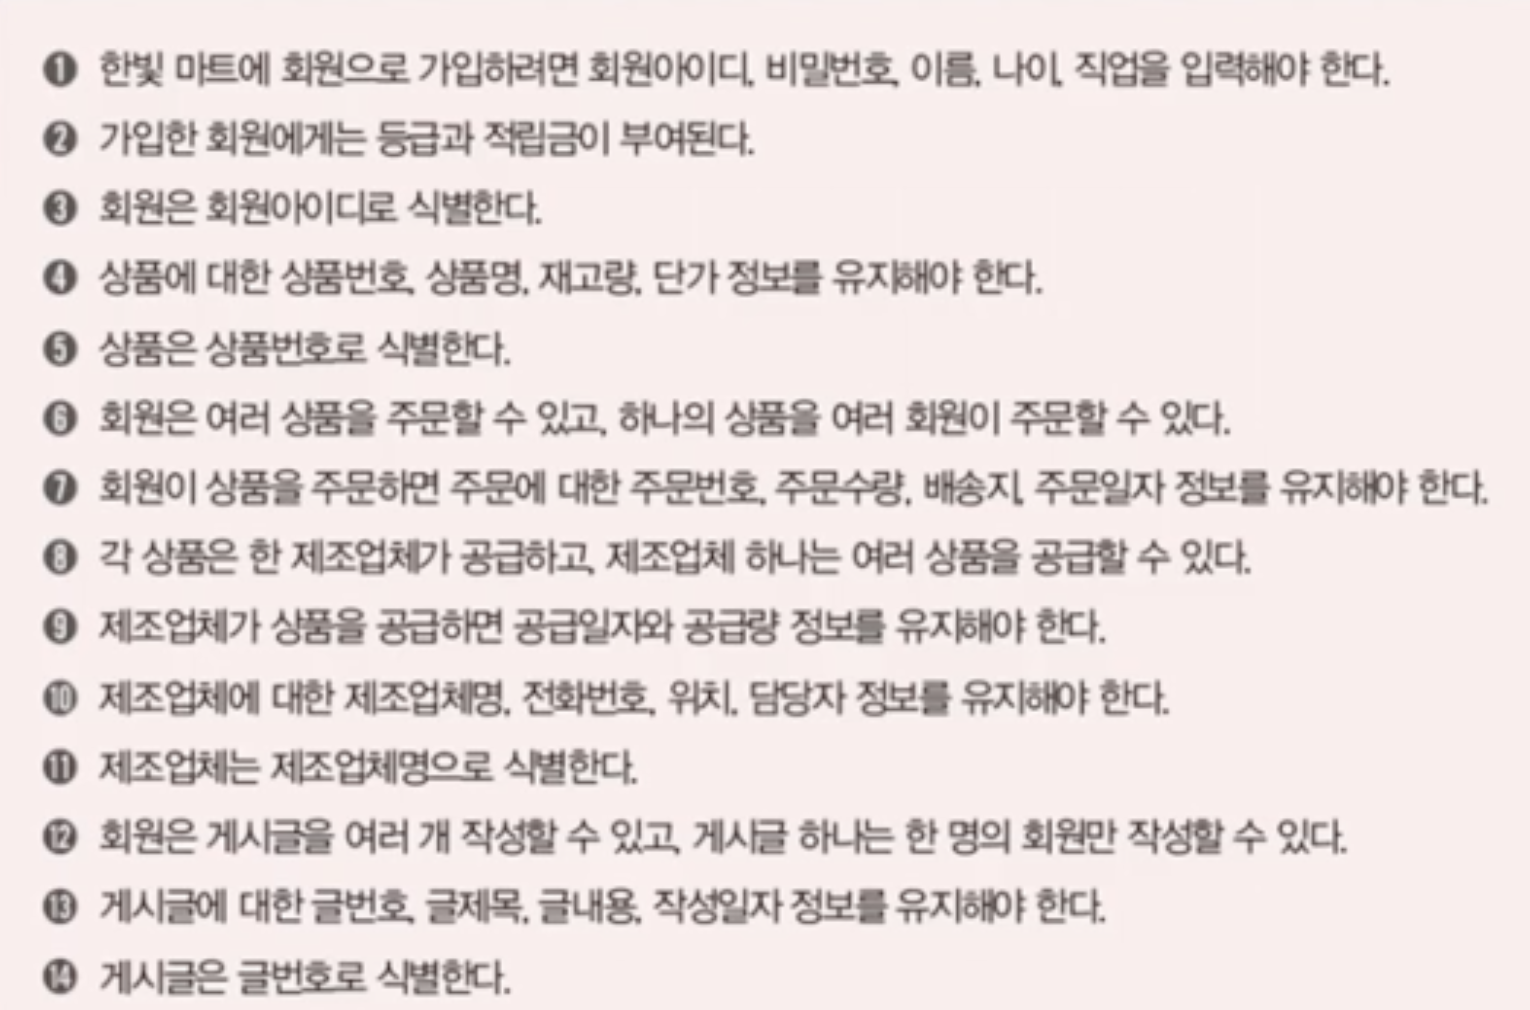 ❶ 한빛 마트에 회원으로 가입하려면 회원아이디, 비밀번호, 이름, 나이, 직업을 입력해야 한다.
❷ 가입한 회원에게는 등급과 적립금이 부여된다.
❸ 회원은 회원아이디로 식별한다.
❹ 상품에 대한 상품번호, 상품명, 재고량, 단가 정보를 유지해야 한다.
❺ 상품은 상품번호로 식별한다.
❻ 회원은 여러 상품을 주문할 수 있고, 하나의 상품을 여러 회원이 주문할 수 있다.
❼ 회원이 상품을 주문하면 주문에 대한 주문번호, 주문수량, 배송지, 주문일자 정보를 유지해야 한다.
❽ 각 상품은 한 제조업체가 공급하고, 제조업체 하나는 여러 상품을 공급할 수 있다.
❾ 제조업체가 상품을 공급하면 공급일자와 공급량 정보를 유지해야 한다.
❿ 제조업체에 대한 제조업체명, 전화번호, 위치, 담당자 정보를 유지해야 한다.
⓫ 제조업체는 제조업체명으로 식별한다.
⓬ 회원은 게시글을 여러 개 작성할 수 있고, 게시글 하나는 한 명의 회원만 작성할 수 있다.
⓭ 게시글에 대한 글번호, 글제목, 글내용, 작성일자 정보를 유지해야 한다.
⓮ 게시글은 글번호로 식별한다.